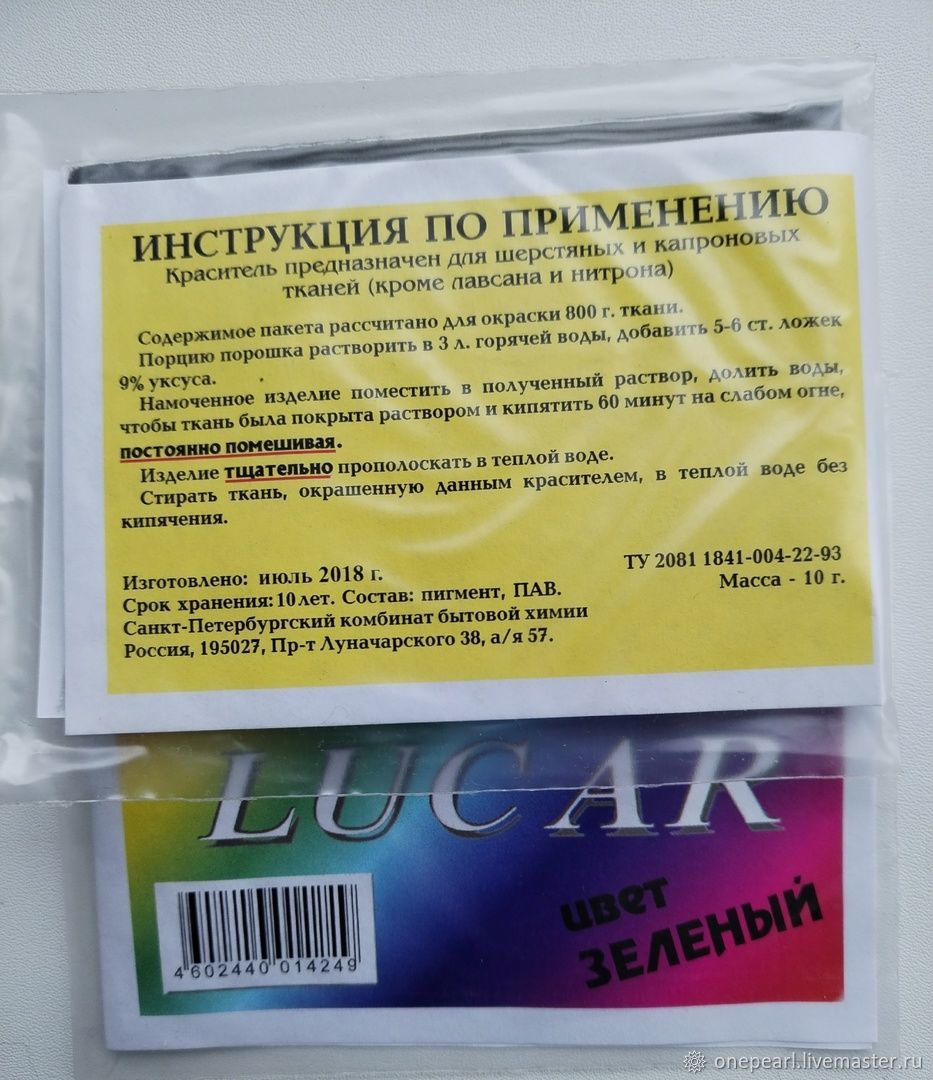 ИНСТРУКЦИЯ ПО ПРИМЕНЕНИЮ
Краситель предназначен для шерстяных и капроновых
тканей (кроме лавсана и нитрона)
Содержимое пакета рассчитано для окраски 800 г. ткани.
Порцию порошка растворить в 3 л. горячей воды, добавить 5-6 ст. ложек
9% уксуса.
Намоченное изделие поместить в полученный раствор, долить воды,
чтобы ткань была покрыта раствором и кипятить 60 минут на слабом огне,
постоянно помешивая.
Изделие тщательно прополоскать в теплой воде.
Стирать ткань, окрашенную данным красителем, в теплой воде без
кипячения.
Изготовлено: июль 2018 г.
ТУ 2081 1841-004-22-93
Срок хранения: 10 лет. Состав: пигмент, ПАВ.
Масса - 10 г.
Санкт-Петербургский комбинат бытовой химии
Россия, 195027, Пр-т Луначарского 38, а/я 57.
LUCAR
цвет
ЗЕЛЕНЫЙ
4 602440 014249
onepearl.livemaster.ru